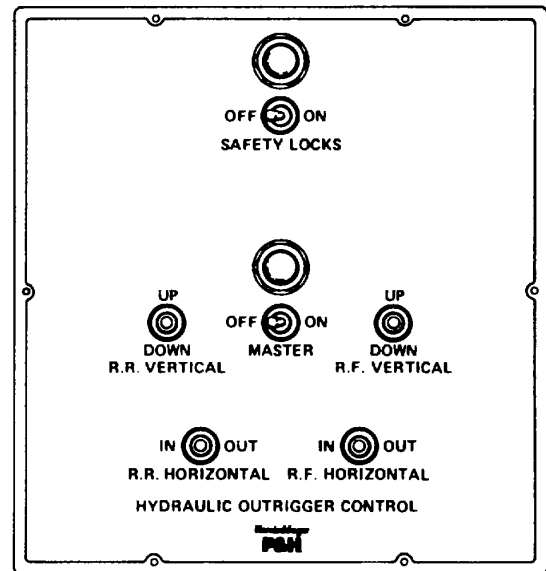 OFF ON
SAFETY LOCKS
UP OFF ON UP
DOWN MASTER DOWN
R.R. VERTICAL R.F. VERTICAL
IN OUT IN OUT
R.R. HORIZONTAL R.F. HORIZONTAL
HYDRAULIC OUTRIGGER CONTROL
Harnischfeger
P&H